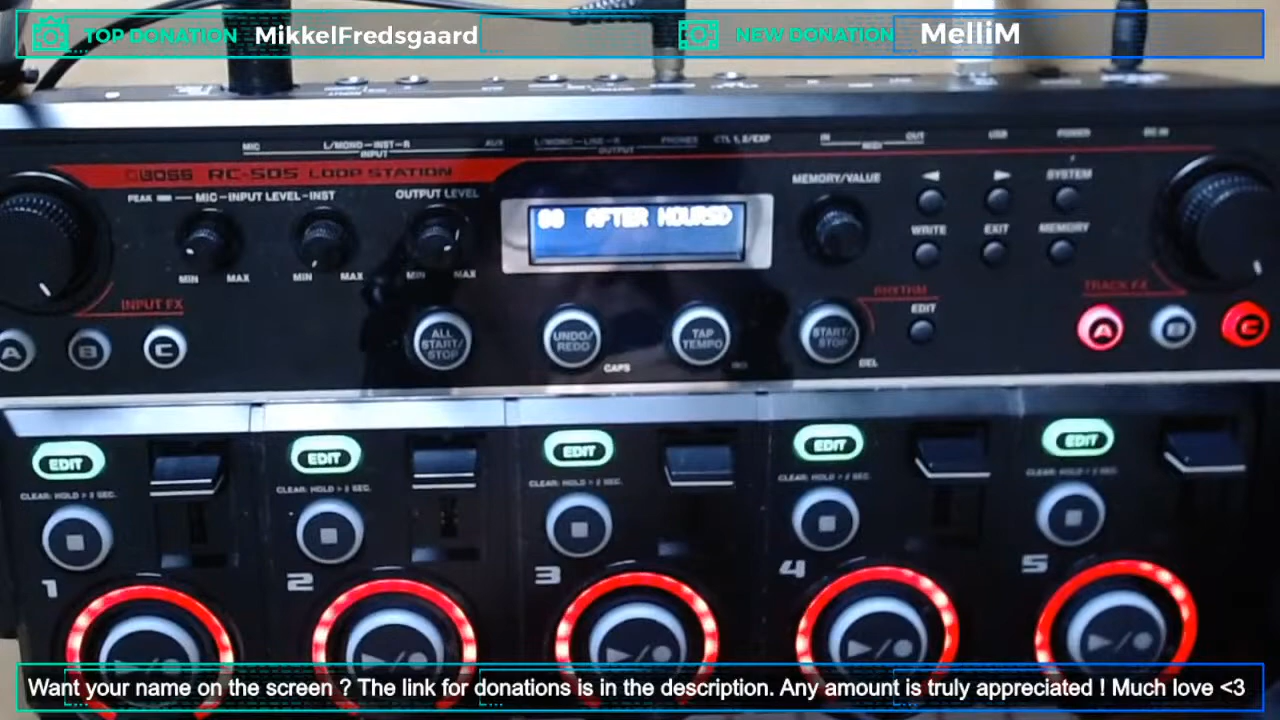 TOP DONATION MikkelFredsgaard NEW DONATION MelliM
MIC L/MONO-INST-R AUX L/MONO-LINE-R PHONES CTL 1,2/EXP IN OUT USB POWER DC IN
INPUT OUTPUT MIDI
BOSS RC-505 LOOP STATION
PEAK MIC-INPUT LEVEL-INST OUTPUT LEVEL MEMORY/VALUE ◀ ▶ SYSTEM
AFTER HOURS
WRITE EXIT MEMORY
MIN MAX MIN MAX MIN MAX
INPUT FX RHYTHM TRACK FX
EDIT
A B C ALL START/STOP UNDO/REDO TAP TEMPO START/STOP A B C
CAPS DEL
EDIT EDIT EDIT EDIT EDIT
CLEAR: HOLD > 2 SEC. CLEAR: HOLD > 2 SEC. CLEAR: HOLD > 2 SEC. CLEAR: HOLD > 2 SEC. CLEAR: HOLD > 2 SEC.
1 2 3 4 5
Want your name on the screen ? The link for donations is in the description. Any amount is truly appreciated ! Much love <3